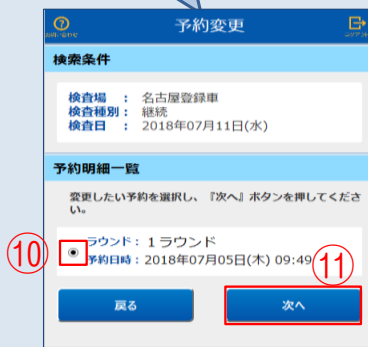 予約変更
お問い合わせ
ログアウト
検索条件
検査場 : 名古屋登録車
検査種別 : 継続
検査日 : 2018年07月11日(水)
予約明細一覧
変更したい予約を選択し、『次へ』ボタンを押してくださ
い。
⑩
ラウンド : 1 ラウンド
予約日時 : 2018年07月05日(木) 09:49
⑪
戻る
次へ